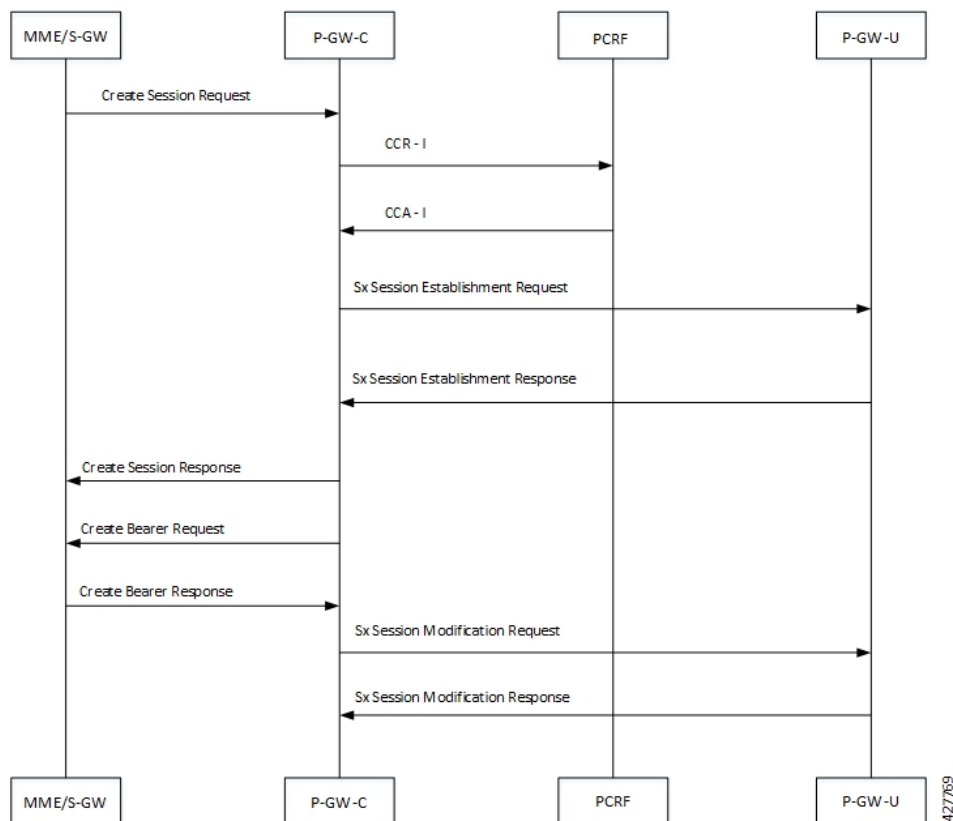 MME/S-GW
P-GW-C
PCRF
P-GW-U
Create Session Request
CCR - I
CCA - I
Sx Session Establishment Request
Sx Session Establishment Response
Create Session Response
Create Bearer Request
Create Bearer Response
Sx Session Modification Request
Sx Session Modification Response
MME/S-GW
P-GW-C
PCRF
P-GW-U
427769